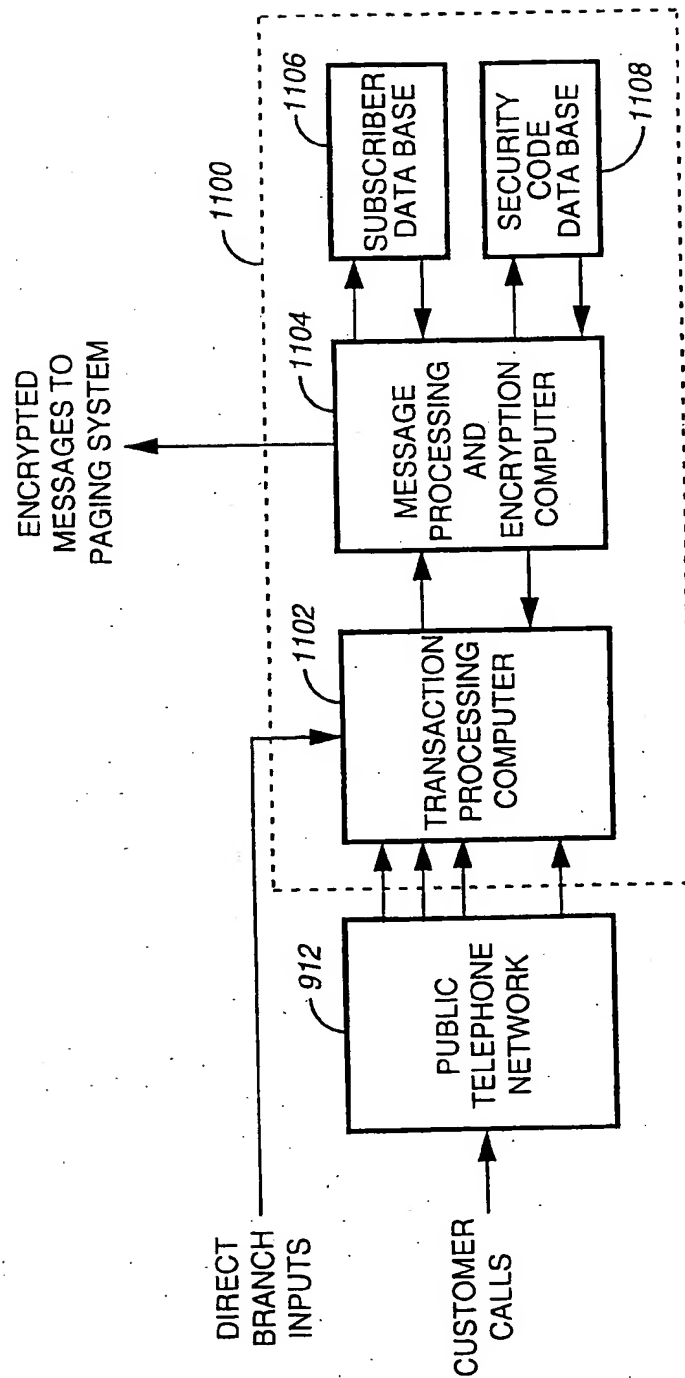 ENCRYPTED
MESSAGES TO
PAGING SYSTEM
1100
DIRECT
BRANCH
INPUTS
CUSTOMER
CALLS
912
PUBLIC
TELEPHONE
NETWORK
1102
TRANSACTION
PROCESSING
COMPUTER
1104
MESSAGE
PROCESSING
AND
ENCRYPTION
COMPUTER
1106
SUBSCRIBER
DATA BASE
SECURITY
CODE
DATA BASE
1108